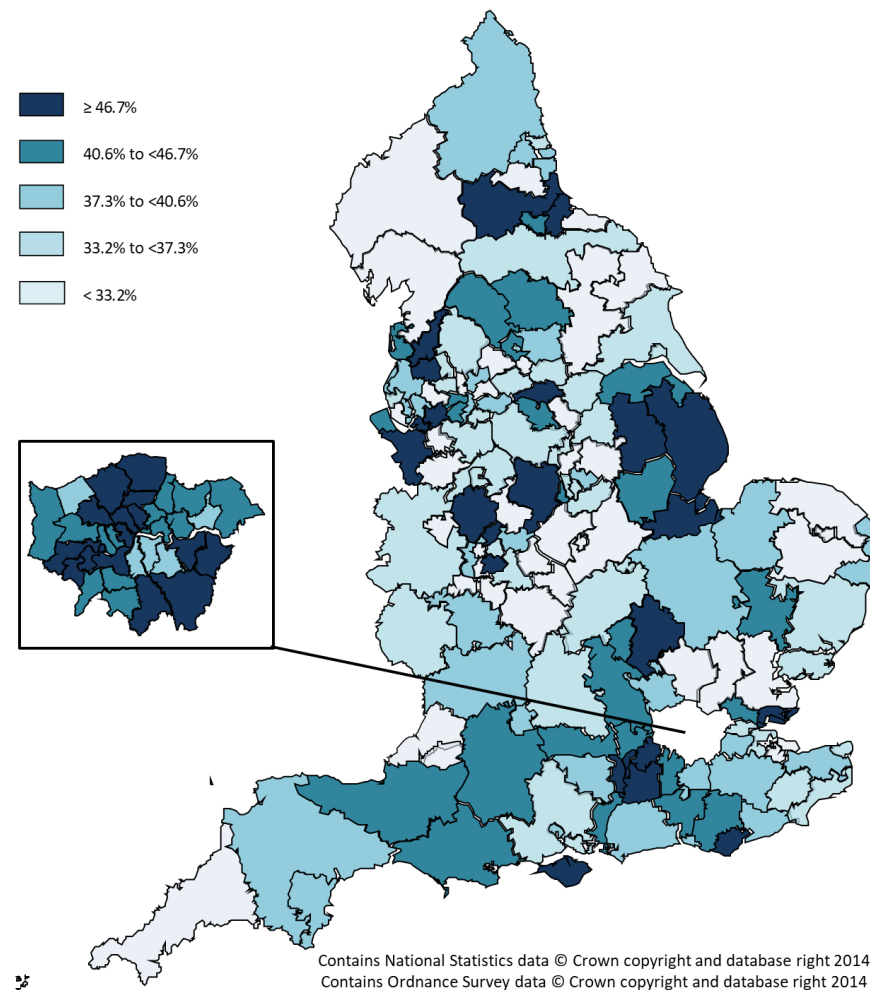 ≥ 46.7%
40.6% to <46.7%
37.3% to <40.6%
33.2% to <37.3%
< 33.2%
Contains National Statistics data © Crown copyright and database right 2014
Contains Ordnance Survey data © Crown copyright and database right 2014